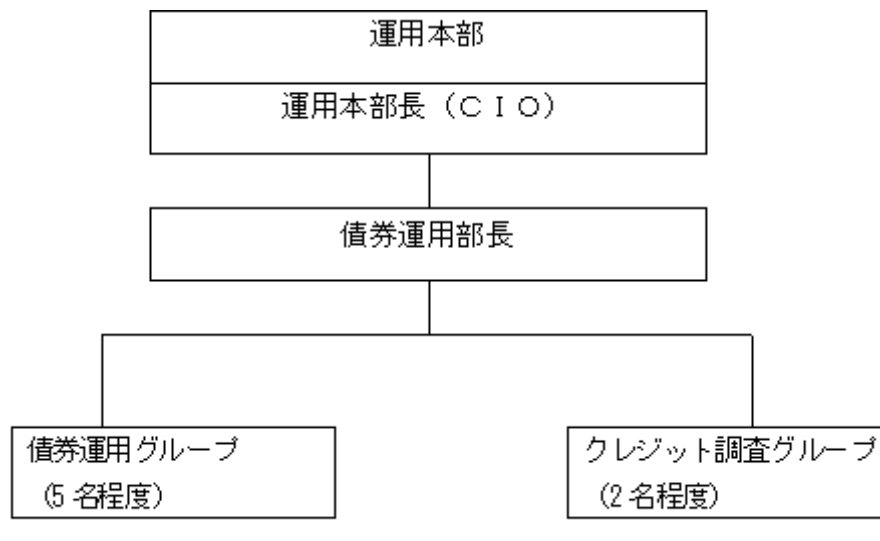 運用本部
運用本部長（ＣＩＯ）
債券運用部長
債券運用グループ
（5 名程度）
クレジット調査グループ
（2 名程度）